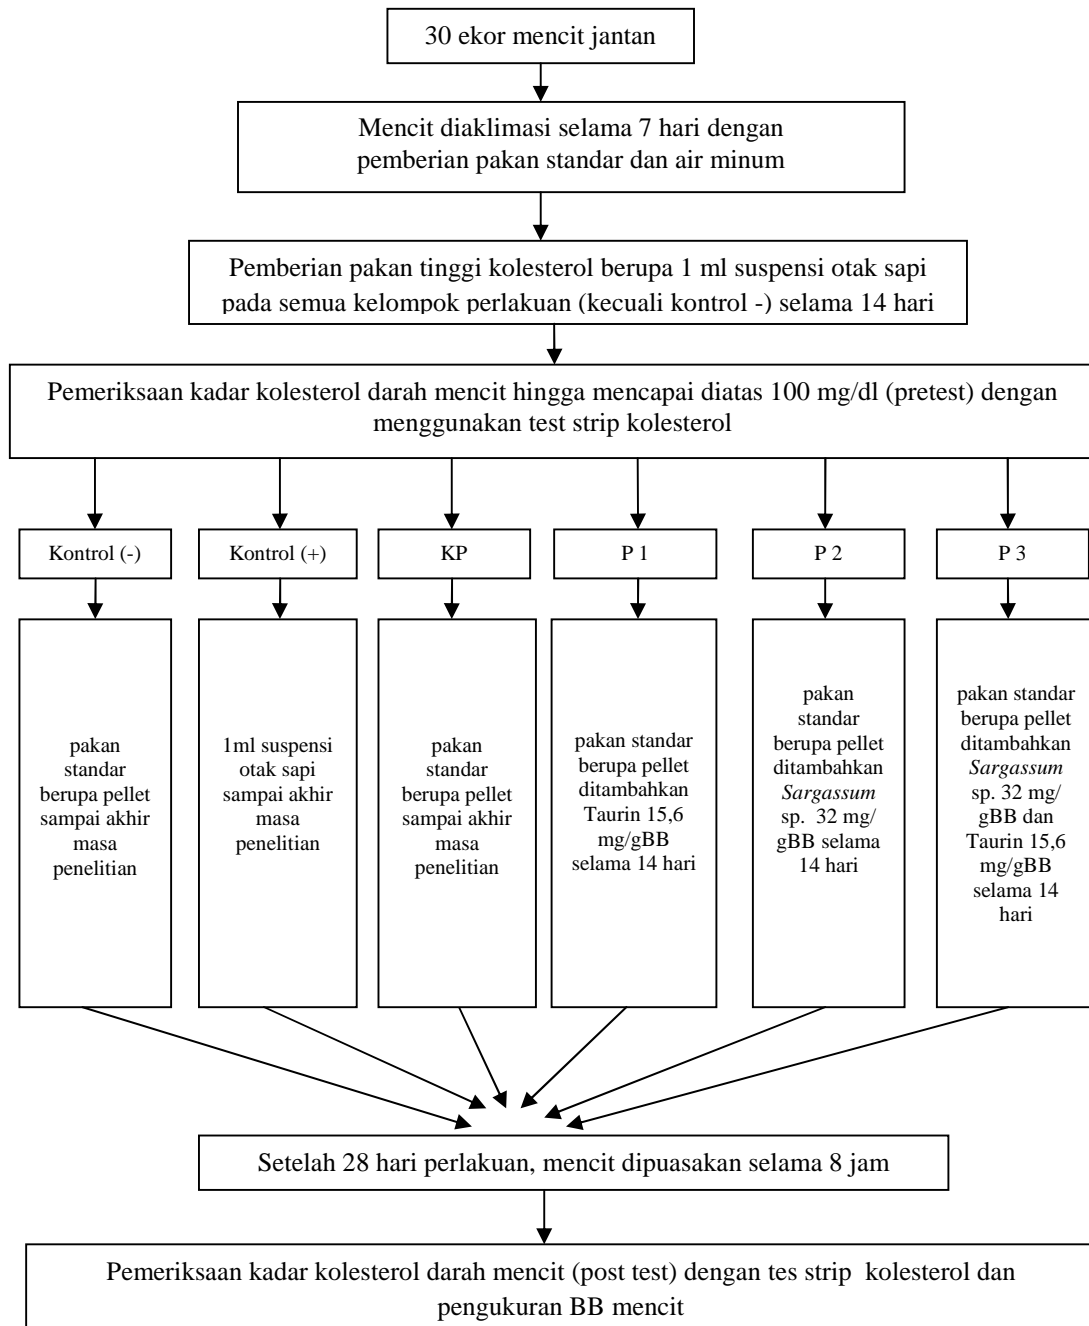 30 ekor mencit jantan
Mencit diaklimasi selama 7 hari dengan
pemberian pakan standar dan air minum
Pemberian pakan tinggi kolesterol berupa 1 ml suspensi otak sapi
pada semua kelompok perlakuan (kecuali kontrol -) selama 14 hari
Pemeriksaan kadar kolesterol darah mencit hingga mencapai diatas 100 mg/dl (pretest) dengan
menggunakan test strip kolesterol
Kontrol (-)
Kontrol (+)
KP
P 1
P 2
P 3
pakan
standar
berupa pellet
sampai akhir
masa
penelitian
1ml suspensi
otak sapi
sampai akhir
masa
penelitian
pakan
standar
berupa pellet
sampai akhir
masa
penelitian
pakan standar
berupa pellet
ditambahkan
Taurin 15,6
mg/gBB
selama 14 hari
pakan
standar
berupa pellet
ditambahkan
Sargassum
sp. 32 mg/
gBB selama
14 hari
pakan standar
berupa pellet
ditambahkan
Sargassum
sp. 32 mg/
gBB dan
Taurin 15,6
mg/gBB
selama 14
hari
Setelah 28 hari perlakuan, mencit dipuasakan selama 8 jam
Pemeriksaan kadar kolesterol darah mencit (post test) dengan tes strip kolesterol dan
pengukuran BB mencit